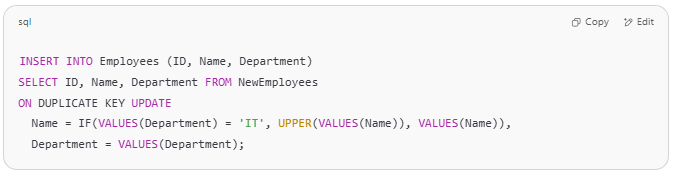 sql
Copy
Edit
INSERT INTO Employees (ID, Name, Department)
SELECT ID, Name, Department FROM NewEmployees
ON DUPLICATE KEY UPDATE
Name = IF(VALUES(Department) = 'IT', UPPER(VALUES(Name)), VALUES(Name)),
Department = VALUES(Department);